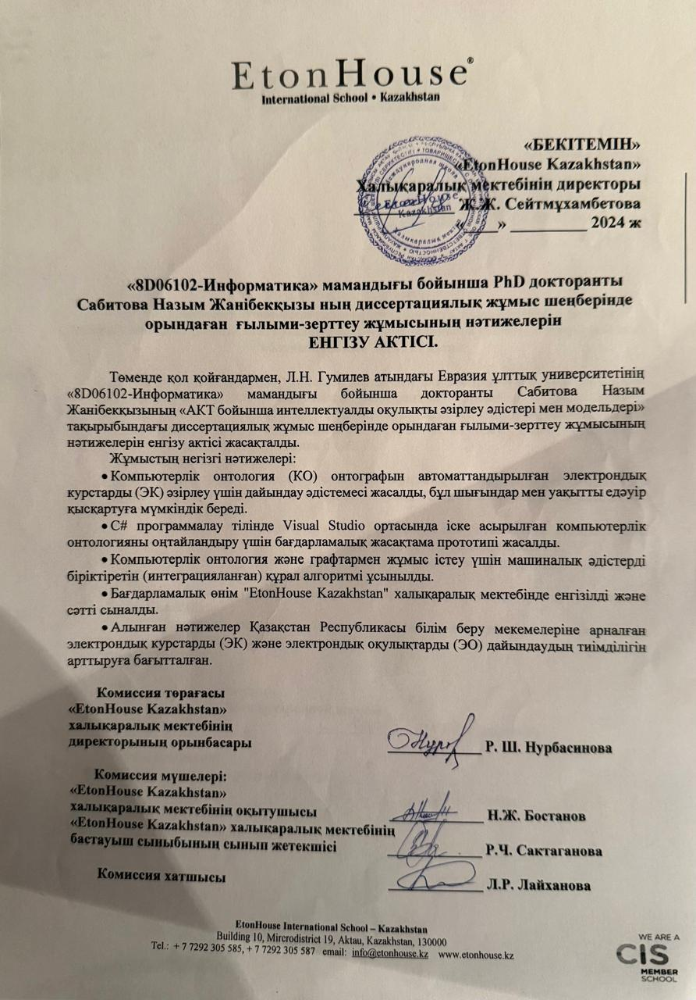 EtonHouse®
International School • Kazakhstan
«БЕКІТЕМІН»
«EtonHouse Kazakhstan»
Халықаралық мектебінің директоры
Ж.Ж. Сейтмұхамбетова
«____» __________ 2024 ж
Международная школа
EtonHouse
Kazakhstan
«8D06102-Информатика» мамандығы бойынша PhD докторанты
Сабитова Назым Жанібекқызы ның диссертациялық жұмыс шеңберінде
орындаған ғылыми-зерттеу жұмысының нәтижелерін
ЕНГІЗУ АКТІСІ.
Төменде қол қойғандармен, Л.Н. Гумилев атындағы Евразия ұлттық университетінің
«8D06102-Информатика» мамандығы бойынша докторанты Сабитова Назым
Жанібекқызының «АКТ бойынша интеллектуалды оқулықты әзірлеу әдістері мен модельдері»
тақырыбындағы диссертациялық жұмыс шеңберінде орындаған ғылыми-зерттеу жұмысының
нәтижелерін енгізу актісі жасақталды.
Жұмыстың негізгі нәтижелері:
• Компьютерлік онтология (КО) онтографын автоматтандырылған электрондық
курстарды (ЭК) әзірлеу үшін дайындау әдістемесі жасалды, бұл шығындар мен уақытты едәуір
қысқартуға мүмкіндік береді.
• C# программалау тілінде Visual Studio ортасында іске асырылған компьютерлік
онтологияны оңтайландыру үшін бағдарламалық жасақтама прототипі жасалды.
• Компьютерлік онтология және графтармен жұмыс істеу үшін машиналық әдістерді
біріктіретін (интеграцияланған) құрал алгоритмі ұсынылды.
• Бағдарламалық өнім "EtonHouse Kazakhstan" халықаралық мектебінде енгізілді және
сәтті сыналды.
• Алынған нәтижелер Қазақстан Республикасы білім беру мекемелеріне арналған
электрондық курстарды (ЭК) және электрондық оқулықтарды (ЭО) дайындаудың тиімділігін
арттыруға бағытталған.
Комиссия төрағасы
«EtonHouse Kazakhstan»
халықаралық мектебінің
директорының орынбасары
Р. Ш. Нурбасинова
Комиссия мүшелері:
«EtonHouse Kazakhstan»
халықаралық мектебінің оқытушысы
Н.Ж. Бостанов
«EtonHouse Kazakhstan» халықаралық мектебінің
бастауыш сыныбының сынып жетекшісі
Р.Ч. Сактаганова
Комиссия хатшысы
Л.Р. Лайханова
EtonHouse International School – Kazakhstan
Building 10, Mircrodistrict 19, Aktau, Kazakhstan, 130000
Tel.: + 7 7292 305 585, + 7 7292 305 587 email: info@etonhouse.kz www.etonhouse.kz
WE ARE A
CIS
MEMBER
SCHOOL